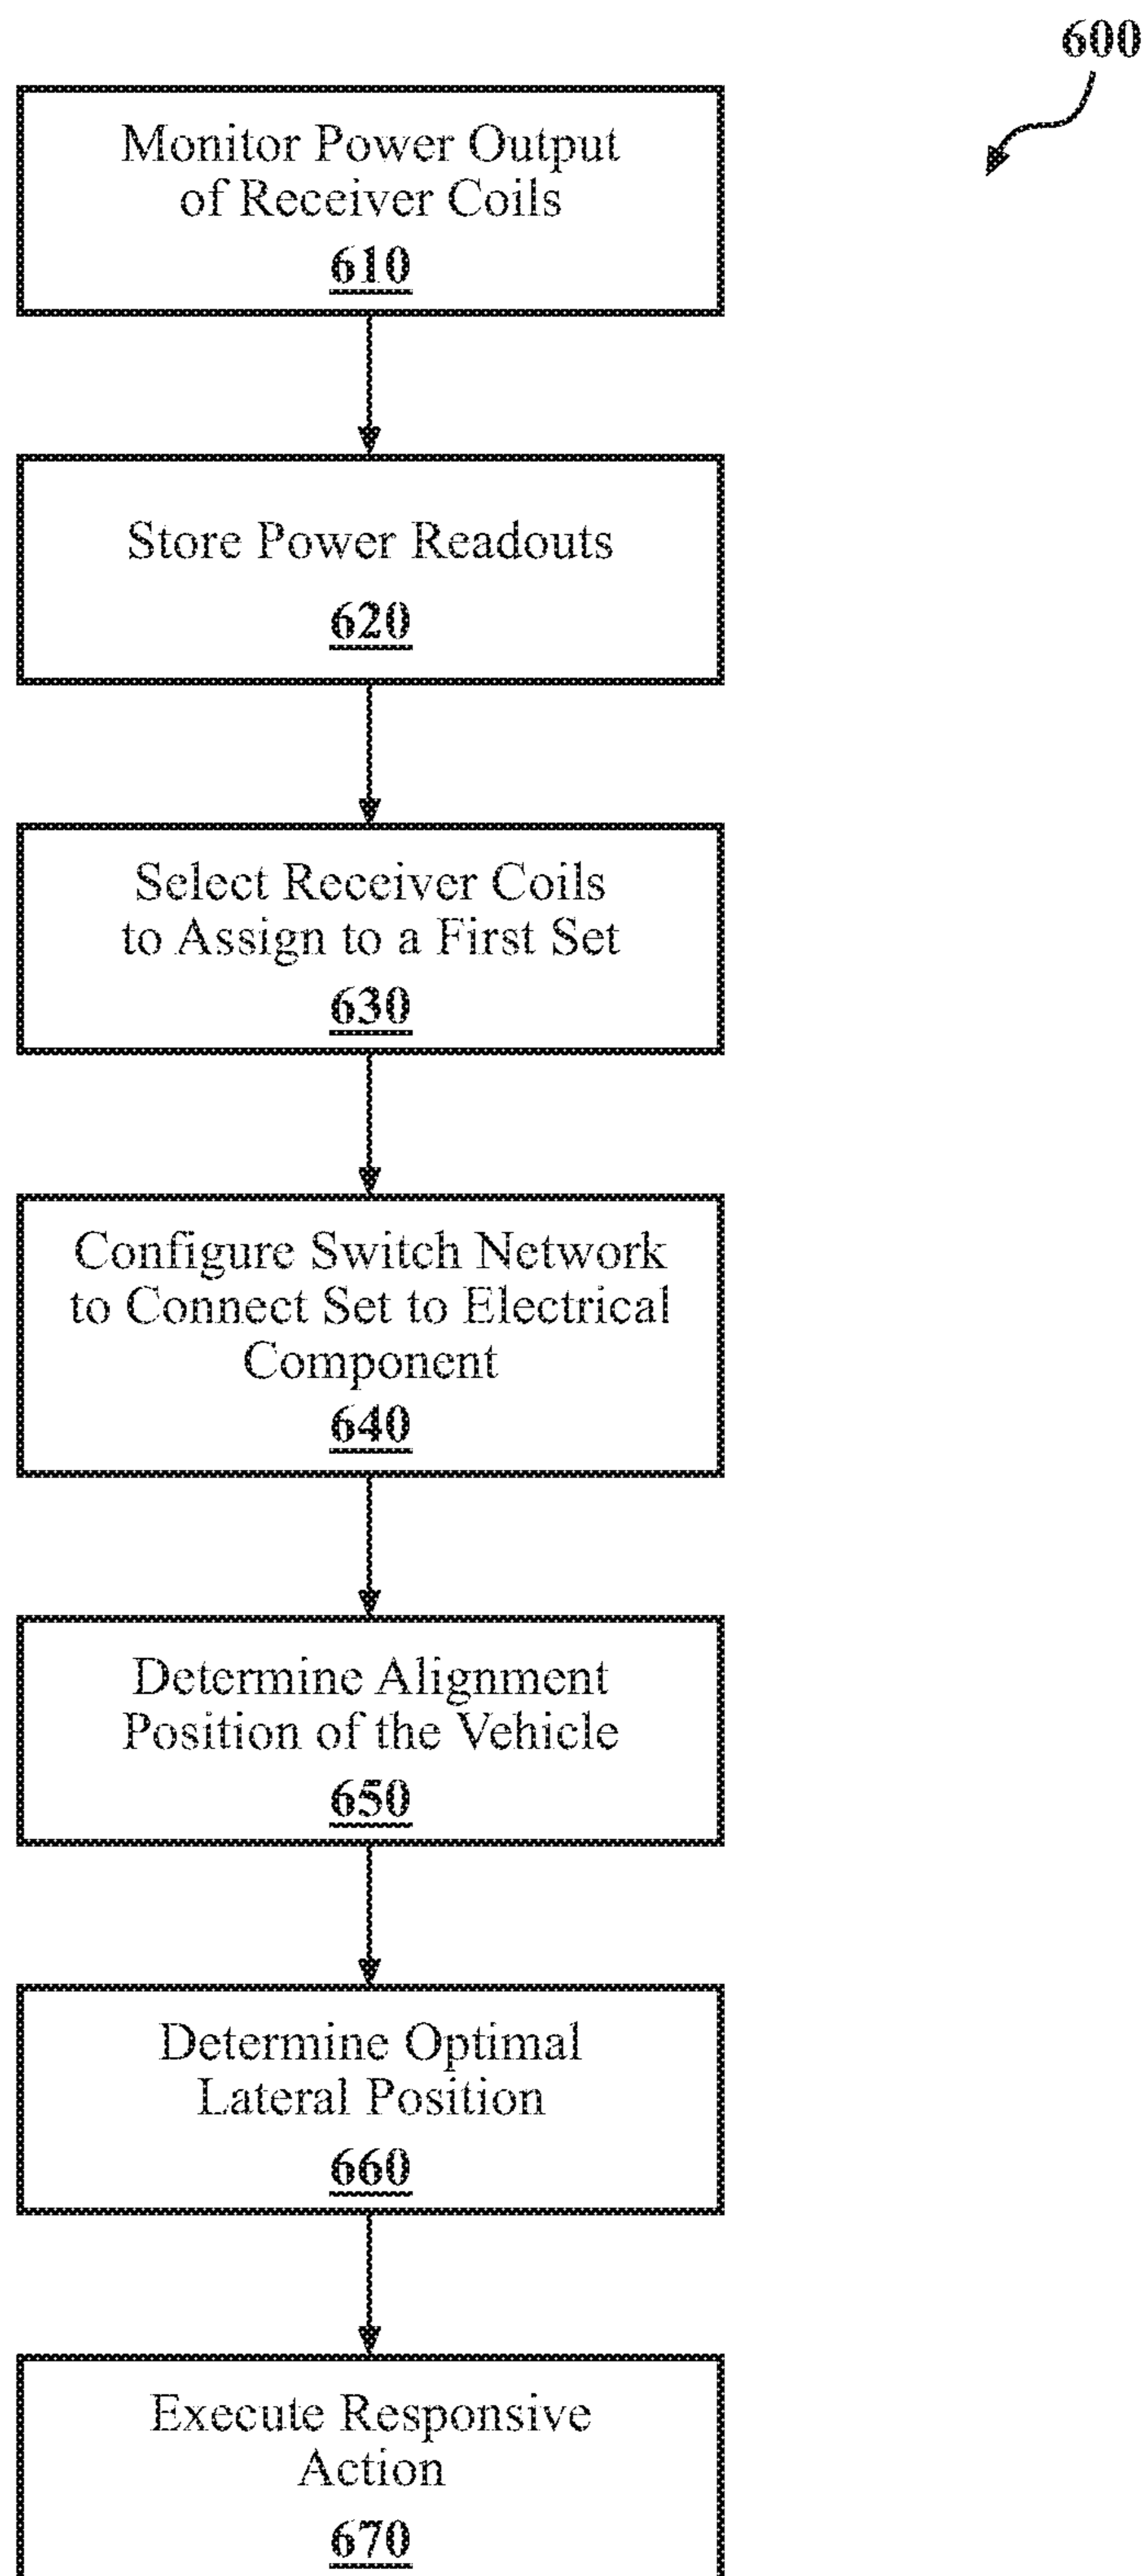 600
Monitor Power Output
of Receiver Coils
610
Store Power Readouts
620
Select Receiver Coils
to Assign to a First Set
630
Configure Switch Network
to Connect Set to Electrical
Component
640
Determine Alignment
Position of the Vehicle
650
Determine Optimal
Lateral Position
660
Execute Responsive
Action
670